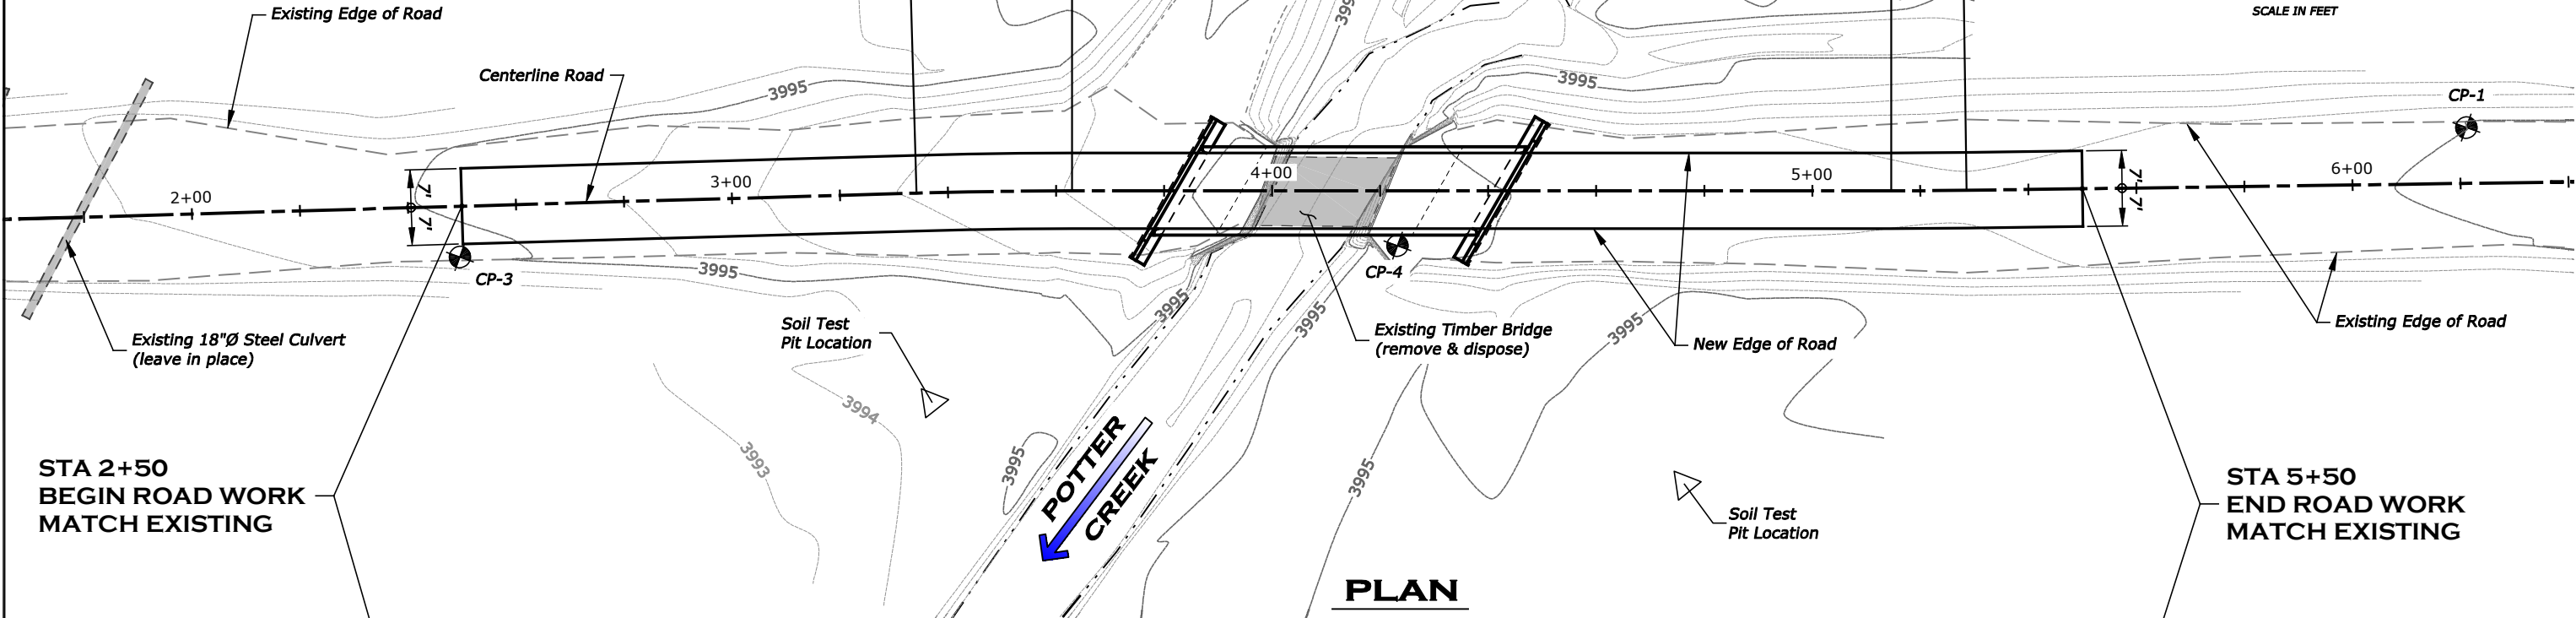 Existing Edge of Road
SCALE IN FEET
Centerline Road
3995
3995
3995
CP-1
2+00
3+00
4+00
5+00
6+00
7'
7'
7'
7'
CP-3
3995
CP-4
3995
3995
3995
Existing 18"Ø Steel Culvert
(leave in place)
Soil Test
Pit Location
Existing Timber Bridge
(remove & dispose)
New Edge of Road
Existing Edge of Road
3994
3993
3995
3995
POTTER
CREEK
STA 2+50
BEGIN ROAD WORK
MATCH EXISTING
Soil Test
Pit Location
STA 5+50
END ROAD WORK
MATCH EXISTING
PLAN